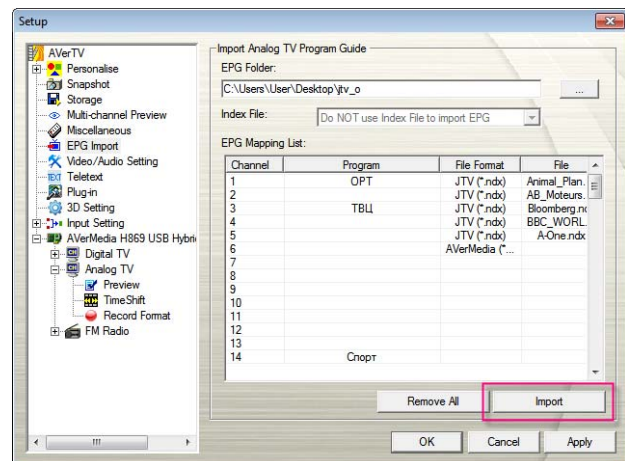 Setup
AVerTV
Personalise
Snapshot
Storage
Multi-channel Preview
Miscellaneous
EPG Import
Video/Audio Setting
TEXT Teletext
Plug-in
3D Setting
Input Setting
AVerMedia H869 USB Hybri
Digital TV
Analog TV
Preview
TimeShift
Record Format
FM Radio
Import Analog TV Program Guide
EPG Folder:
C:\Users\User\Desktop\jtv_o
...
Index File:
Do NOT use Index File to import EPG
EPG Mapping List:
Channel Program File Format File
1 ОРТ JTV (*.ndx) Animal_Plan.
2 JTV (*.ndx) AB_Moteurs.
3 ТВЦ JTV (*.ndx) Bloomberg.nd
4 JTV (*.ndx) BBC_WORL.
5 JTV (*.ndx) A-One.ndx
6 AVerMedia (*...
7
8
9
10
11
12
13
14 Спорт
Remove All Import
OK Cancel Apply